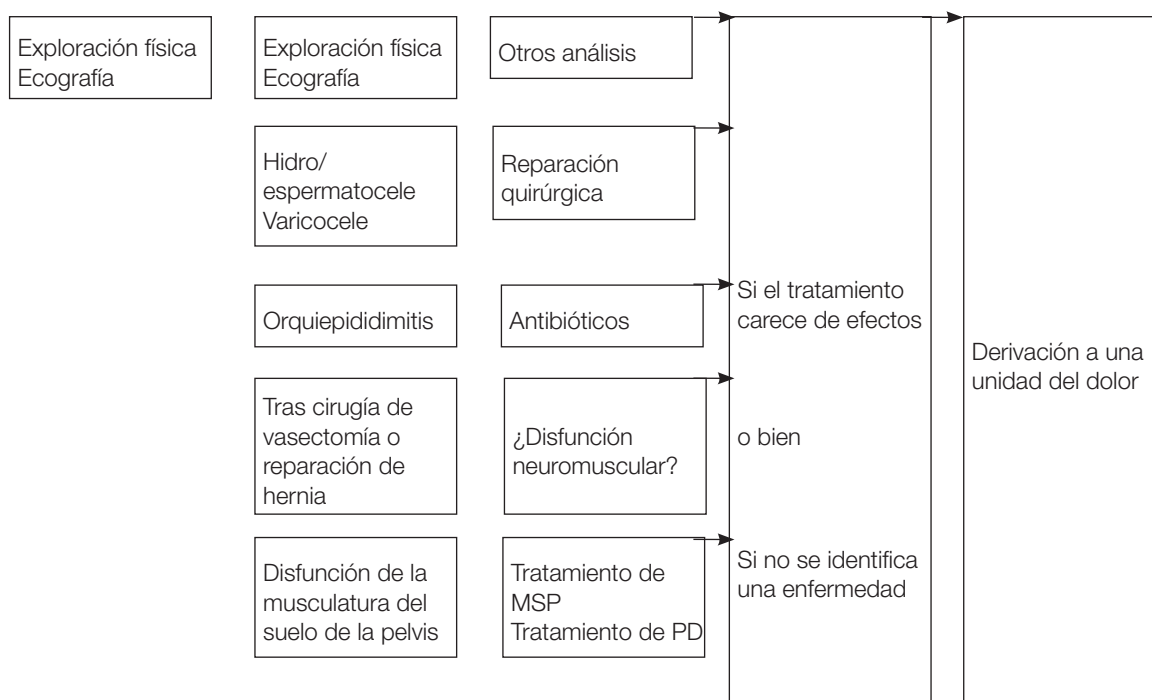 Exploración física
Ecografía
Exploración física
Ecografía
Otros análisis
Hidro/
espermatocele
Varicocele
Reparación
quirúrgica
Orquiepididimitis
Antibióticos
Tras cirugía de
vasectomía o
reparación de
hernia
¿Disfunción
neuromuscular?
Disfunción de la
musculatura del
suelo de la pelvis
Tratamiento de
MSP
Tratamiento de PD
Si el tratamiento
carece de efectos
o bien
Si no se identifica
una enfermedad
Derivación a una
unidad del dolor